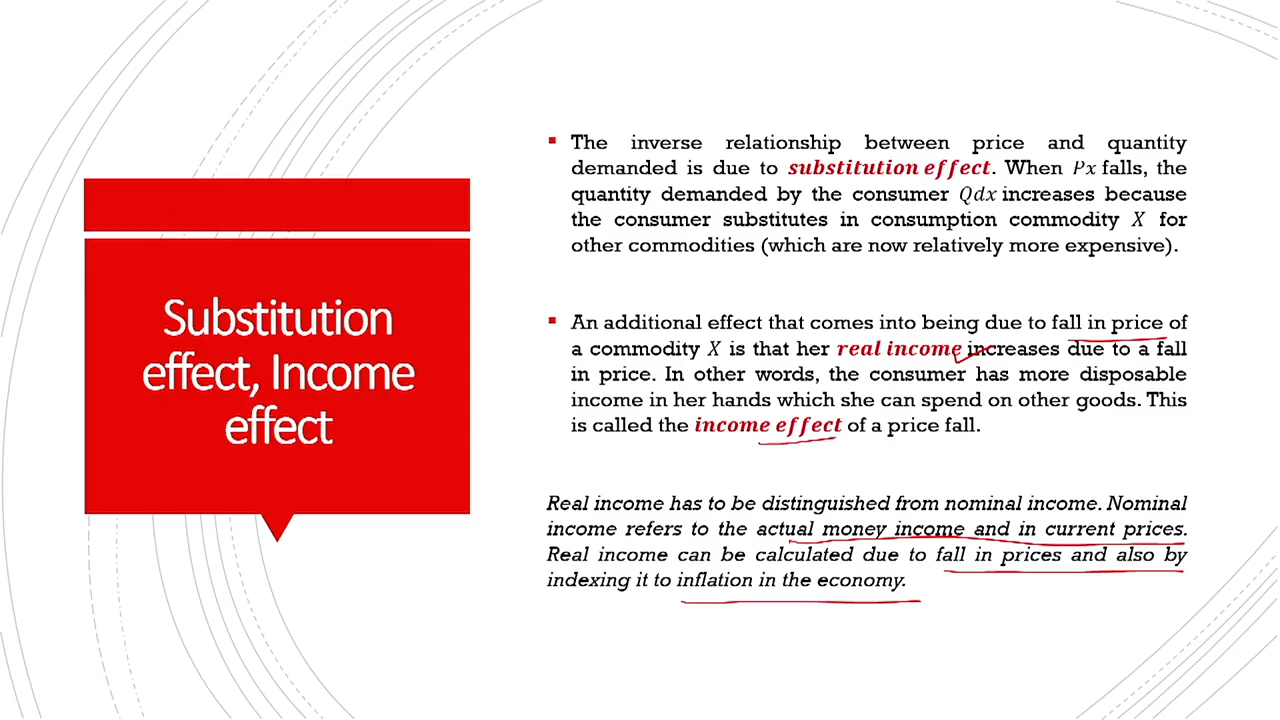 Substitution
effect, Income
effect
The inverse relationship between price and quantity
demanded is due to substitution effect. When Px falls, the
quantity demanded by the consumer Qdx increases because
the consumer substitutes in consumption commodity X for
other commodities (which are now relatively more expensive).
An additional effect that comes into being due to fall in price of
a commodity X is that her real income increases due to a fall
in price. In other words, the consumer has more disposable
income in her hands which she can spend on other goods. This
is called the income effect of a price fall.
Real income has to be distinguished from nominal income. Nominal
income refers to the actual money income and in current prices.
Real income can be calculated due to fall in prices and also by
indexing it to inflation in the economy.